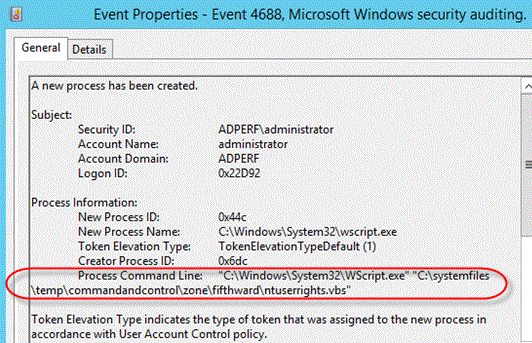 Event Properties - Event 4688, Microsoft Windows security auditing.
General Details
A new process has been created.
Subject:
Security ID: ADPERF\administrator
Account Name: administrator
Account Domain: ADPERF
Logon ID: 0x22D92
Process Information:
New Process ID: 0x44c
New Process Name: C:\Windows\System32\wscript.exe
Token Elevation Type: TokenElevationTypeDefault (1)
Creator Process ID: 0x6dc
Process Command Line: "C:\Windows\System32\WScript.exe" "C:\systemfiles
\temp\commandandcontrol\zone\fifthward\ntuserrights.vbs"
Token Elevation Type indicates the type of token that was assigned to the new process in
accordance with User Account Control policy.